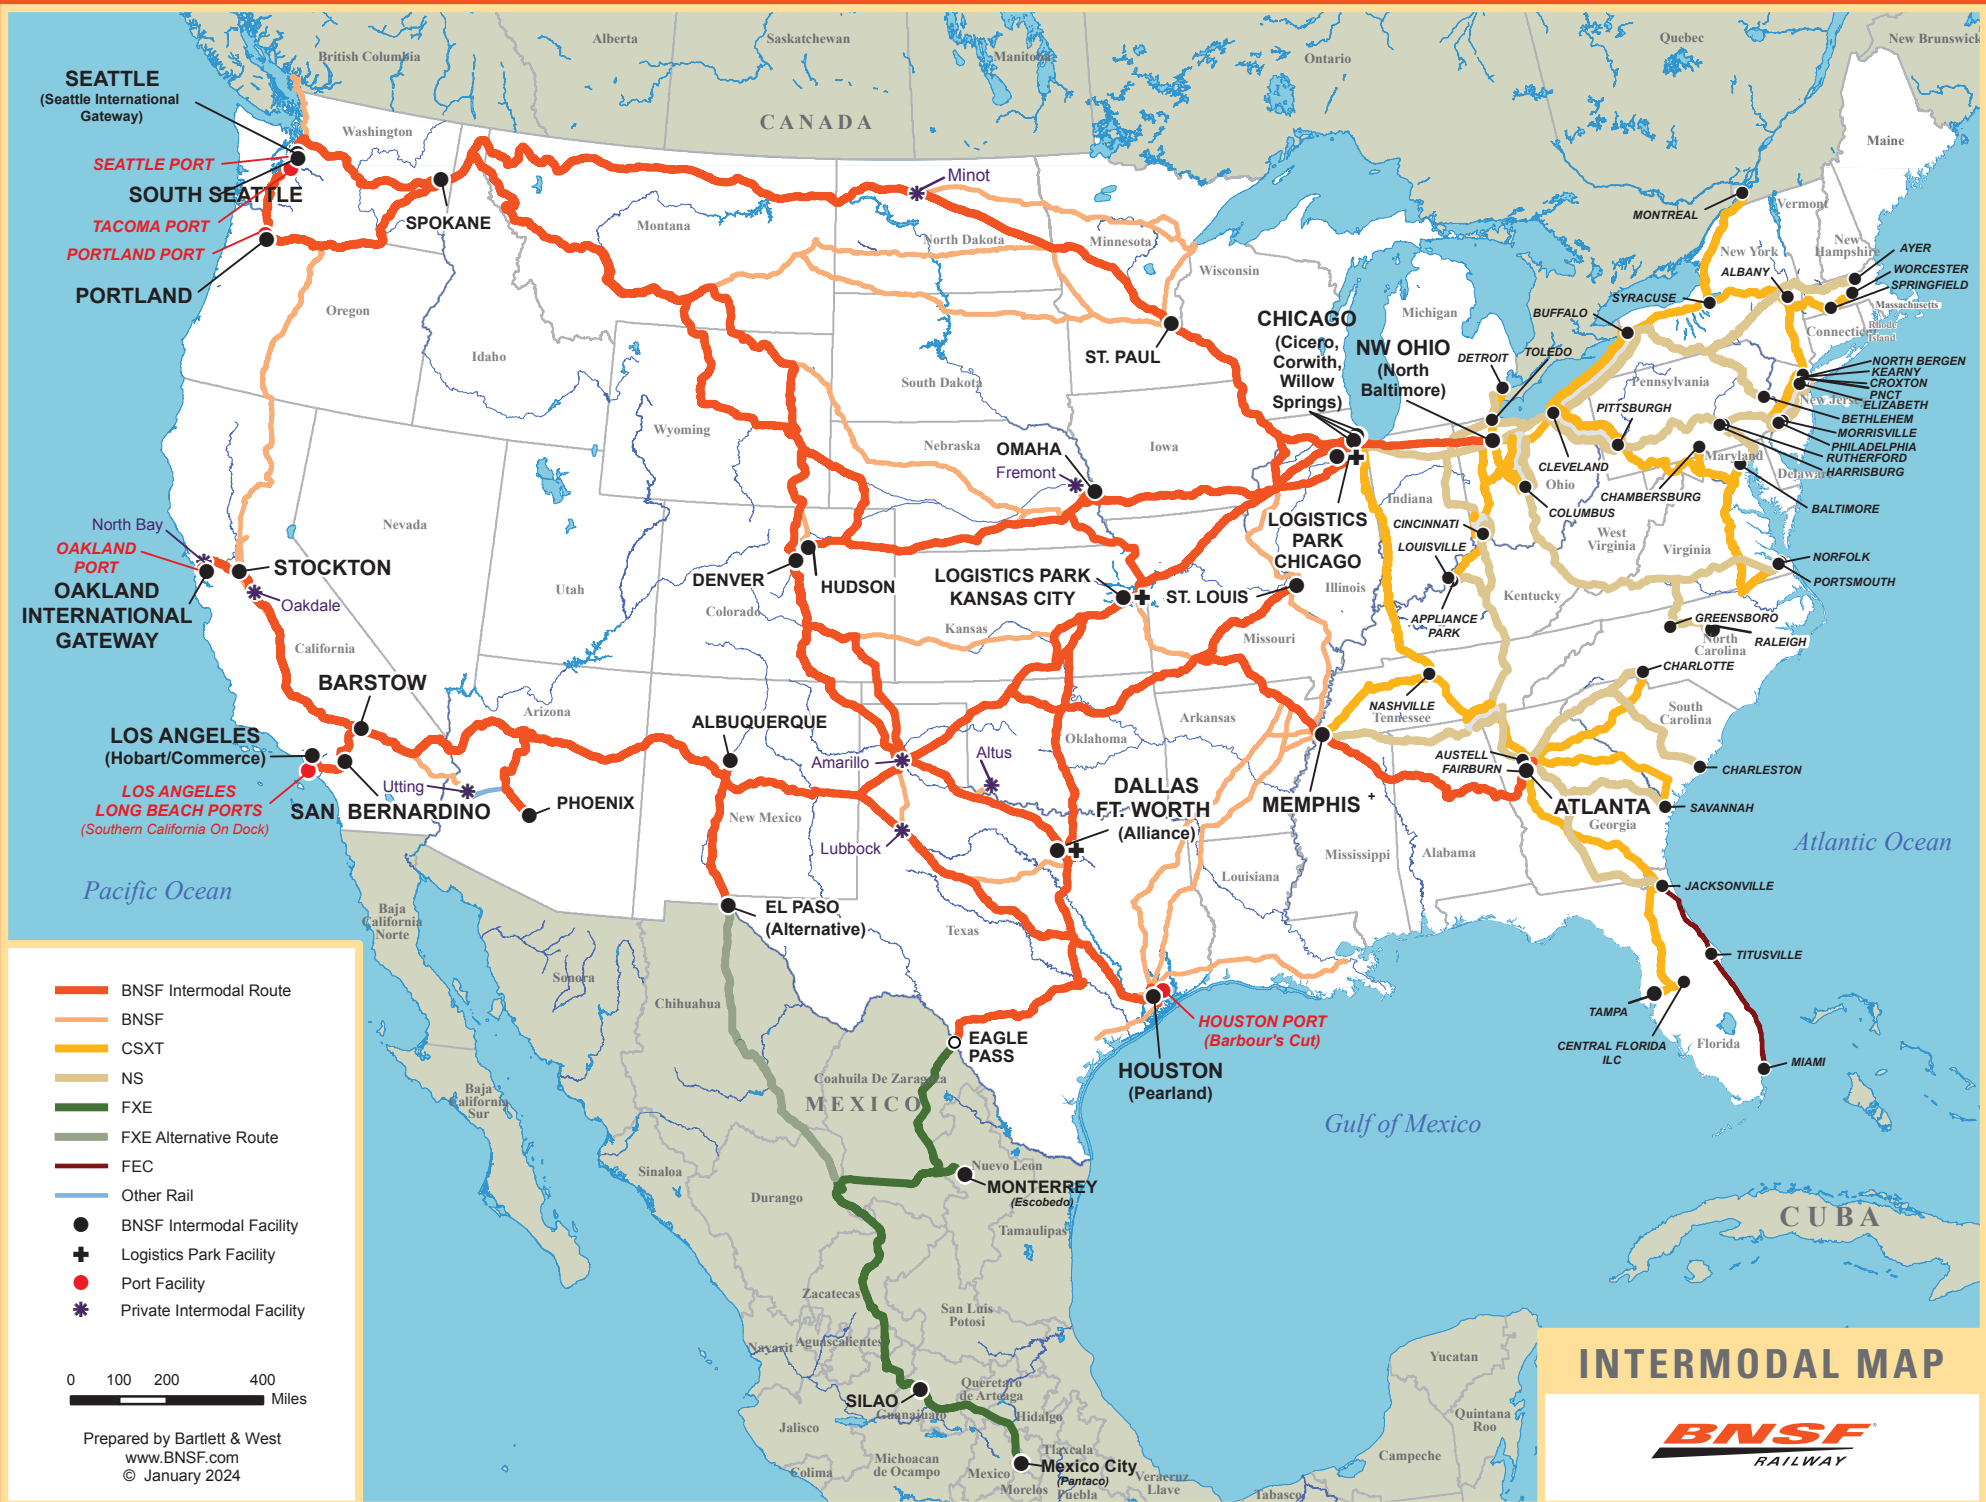 British Columbia
Alberta
Saskatchewan
Manitoba
Ontario
Quebec
New Brunswick
CANADA
SEATTLE
(Seattle International
Gateway)
SEATTLE PORT
SOUTH SEATTLE
TACOMA PORT
PORTLAND PORT
PORTLAND
Washington
SPOKANE
Montana
Minot
North Dakota
Minnesota
Wisconsin
Michigan
Maine
Vermont
New
Hampshire
New York
MONTREAL
ALBANY
SYRACUSE
BUFFALO
AYER
WORCESTER
SPRINGFIELD
Massachusetts
Rhode
Island
Connecticut
Oregon
Idaho
Wyoming
South Dakota
ST. PAUL
CHICAGO
(Cicero,
Corwith,
Willow
Springs)
NW OHIO
(North
Baltimore)
DETROIT
TOLEDO
Pennsylvania
PITTSBURGH
NORTH BERGEN
KEARNY
CROXTON
PNCT
ELIZABETH
New Jersey
BETHLEHEM
MORRISVILLE
PHILADELPHIA
RUTHERFORD
HARRISBURG
Maryland
Delaware
BALTIMORE
CHAMBERSBURG
CLEVELAND
Ohio
COLUMBUS
Indiana
CINCINNATI
LOUISVILLE
West
Virginia
Virginia
NORFOLK
PORTSMOUTH
Nebraska
OMAHA
Fremont
Iowa
LOGISTICS
PARK
CHICAGO
Illinois
APPLIANCE
PARK
Kentucky
GREENSBORO
RALEIGH
North
Carolina
CHARLOTTE
North Bay
OAKLAND
PORT
OAKLAND
INTERNATIONAL
GATEWAY
STOCKTON
Oakdale
Nevada
Utah
California
DENVER
HUDSON
Colorado
LOGISTICS PARK
KANSAS CITY
Kansas
ST. LOUIS
Missouri
BARSTOW
LOS ANGELES
(Hobart/Commerce)
LOS ANGELES
LONG BEACH PORTS
(Southern California On Dock)
SAN BERNARDINO
Utting
Arizona
PHOENIX
ALBUQUERQUE
New Mexico
Amarillo
Lubbock
Altus
Oklahoma
Arkansas
DALLAS
FT. WORTH
(Alliance)
MEMPHIS
NASHVILLE
Tennessee
AUSTELL
FAIRBURN
ATLANTA
Georgia
South
Carolina
CHARLESTON
SAVANNAH
Mississippi
Alabama
Louisiana
Texas
EL PASO
(Alternative)
JACKSONVILLE
TITUSVILLE
TAMPA
CENTRAL FLORIDA
ILC
Florida
MIAMI
Pacific Ocean
Atlantic Ocean
Gulf of Mexico
HOUSTON PORT
(Barbour's Cut)
HOUSTON
(Pearland)
EAGLE
PASS
Baja
California
Norte
Sonora
Chihuahua
Coahuila De Zaragoza
MEXICO
Baja
California
Sur
Sinaloa
Durango
Nuevo Leon
MONTERREY
(Escobedo)
Tamaulipas
Zacatecas
San Luis
Potosi
Nayarit
Aguascalientes
SILAO
Guanajuato
Queretaro
de Arteaga
Hidalgo
Jalisco
Michoacan
de Ocampo
Colima
Mexico
Tlaxcala
Mexico City
(Pantaco)
Morelos
Puebla
Veracruz
Llave
Tabasco
Campeche
Yucatan
Quintana
Roo
CUBA
BNSF Intermodal Route
BNSF
CSXT
NS
FXE
FXE Alternative Route
FEC
Other Rail
BNSF Intermodal Facility
Logistics Park Facility
Port Facility
Private Intermodal Facility
0 100 200 400
Miles
Prepared by Bartlett & West
www.BNSF.com
© January 2024
INTERMODAL MAP
BNSF
RAILWAY